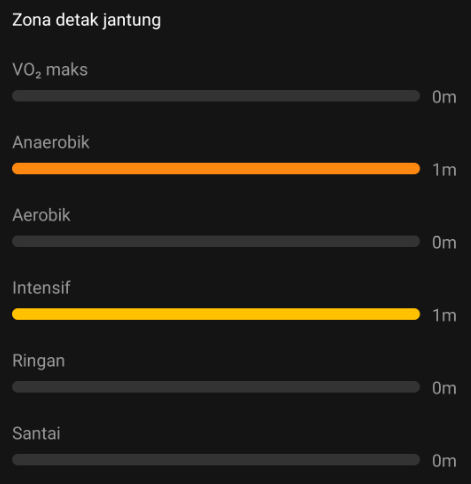 Zona detak jantung
VO₂ maks
0m
Anaerobik
1m
Aerobik
0m
Intensif
1m
Ringan
0m
Santai
0m